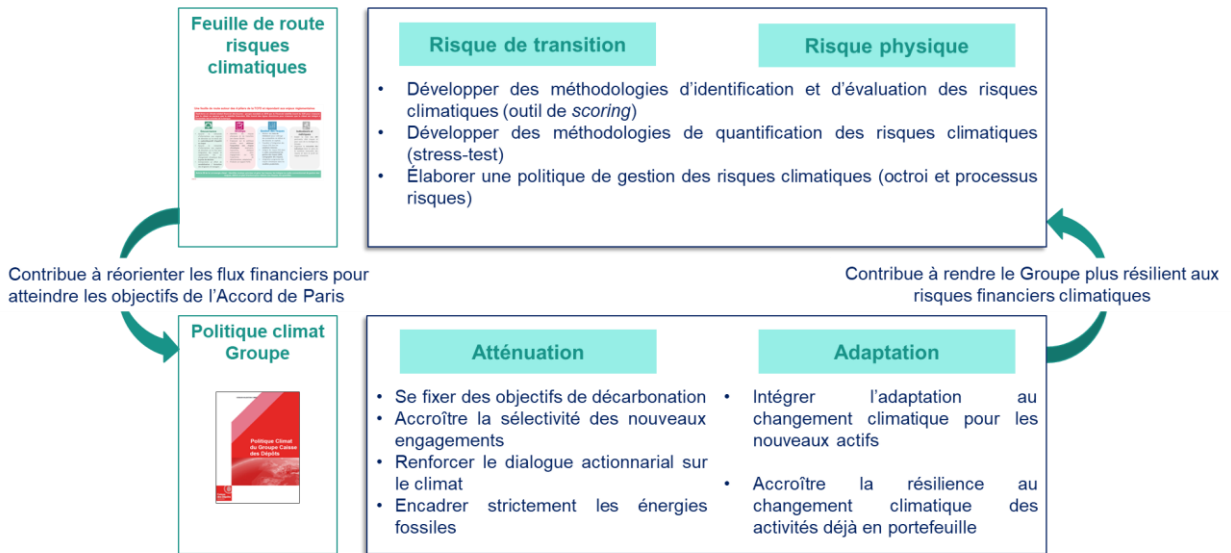 Feuille de route
risques
climatiques
Risque de transition
Risque physique
• Développer des méthodologies d'identification et d'évaluation des risques
climatiques (outil de scoring)
• Développer des méthodologies de quantification des risques climatiques
(stress-test)
• Élaborer une politique de gestion des risques climatiques (octroi et processus
risques)
Contribue à réorienter les flux financiers pour
atteindre les objectifs de l'Accord de Paris
Contribue à rendre le Groupe plus résilient aux
risques financiers climatiques
Politique climat
Groupe
Politique Climat
du Groupe Caisse
des Dépôts
Atténuation
• Se fixer des objectifs de décarbonation
• Accroître la sélectivité des nouveaux
engagements
• Renforcer le dialogue actionnarial sur
le climat
• Encadrer strictement les énergies
fossiles
Adaptation
• Intégrer l'adaptation au
changement climatique pour les
nouveaux actifs
• Accroître la résilience au
changement climatique des
activités déjà en portefeuille